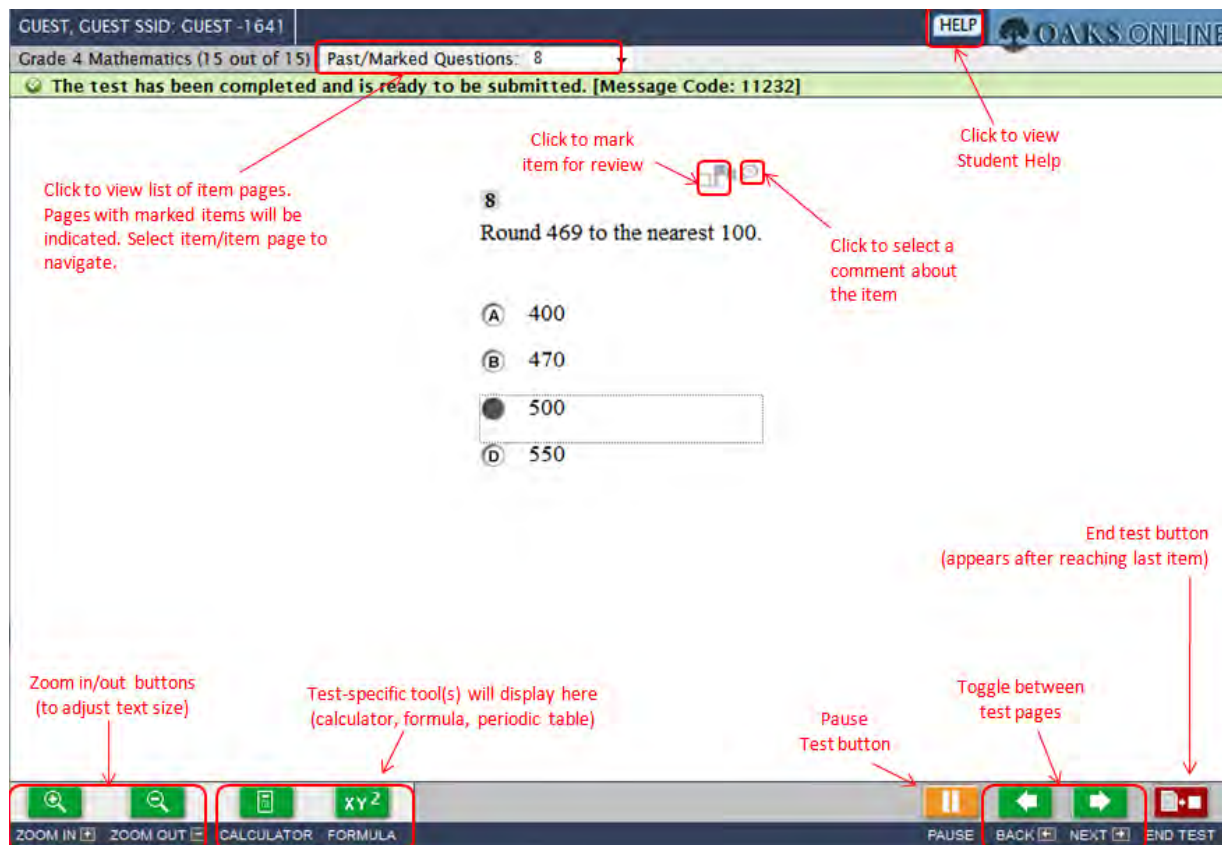 GUEST, GUEST SSID: GUEST -1641
HELP
OAKS ONLINE
Grade 4 Mathematics (15 out of 15)
Past/Marked Questions: 8
The test has been completed and is ready to be submitted. [Message Code: 11232]
Click to mark
item for review
Click to view
Student Help
Click to view list of item pages.
Pages with marked items will be
indicated. Select item/item page to
navigate.
8
Round 469 to the nearest 100.
Click to select a
comment about
the item
A 400
B 470
500
D 550
End test button
(appears after reaching last item)
Zoom in/out buttons
(to adjust text size)
Test-specific tool(s) will display here
(calculator, formula, periodic table)
Pause
Test button
Toggle between
test pages
XY2
ZOOM IN
ZOOM OUT
CALCULATOR
FORMULA
PAUSE
BACK
NEXT
END TEST